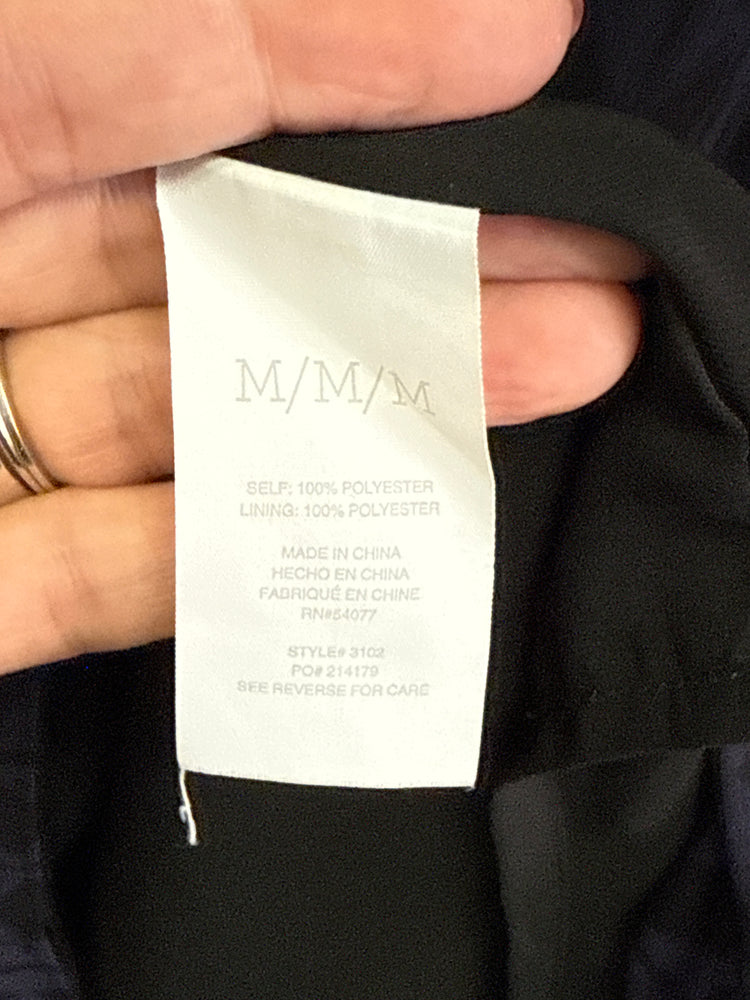 M/M/M
SELF: 100% POLYESTER
LINING: 100% POLYESTER
MADE IN CHINA
HECHO EN CHINA
FABRIQUÉ EN CHINE
RN#54077
STYLE# 3102
PO# 214179
SEE REVERSE FOR CARE